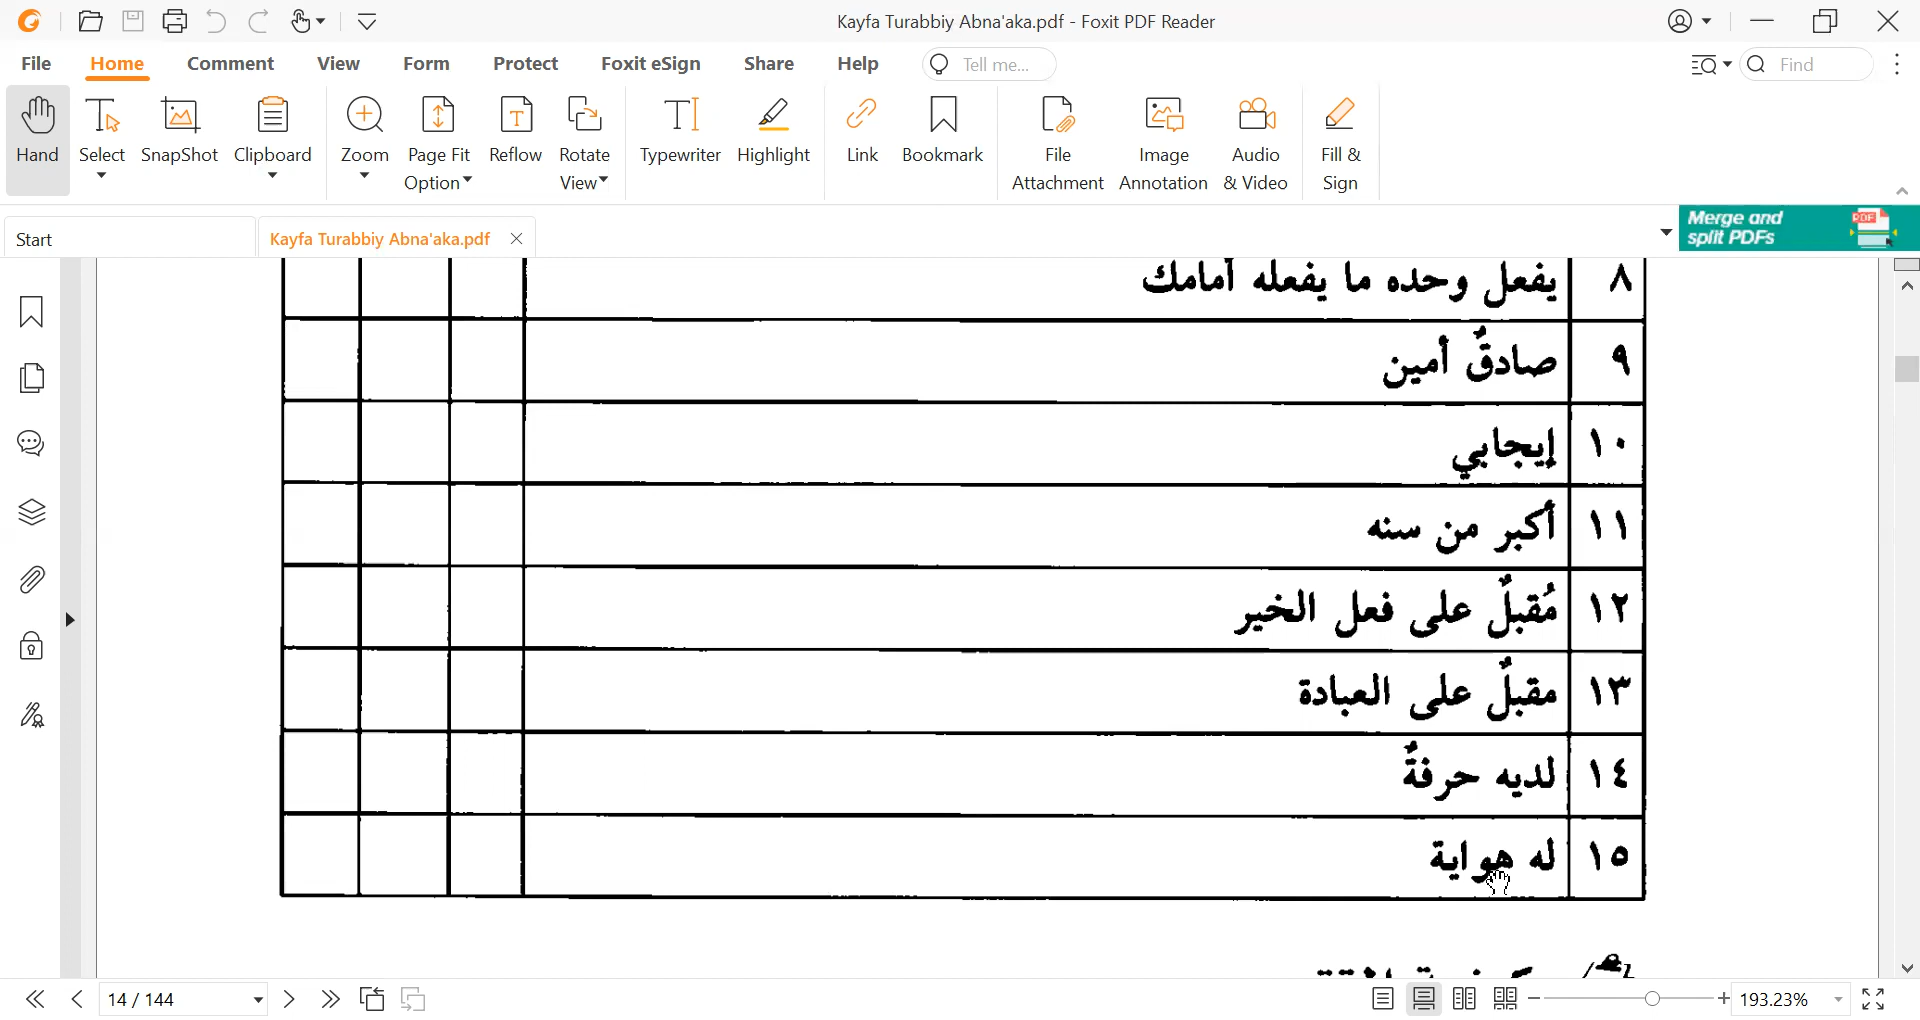 Kayfa Turabbiy Abna'aka.pdf - Foxit PDF Reader
File Home Comment View Form Protect Foxit eSign Share Help Tell me... Find
Hand Select SnapShot Clipboard Zoom Page Fit Option Reflow Rotate View Typewriter Highlight Link Bookmark File Attachment Image Annotation Audio & Video Fill & Sign
Start Kayfa Turabbiy Abna'aka.pdf
Merge and split PDFs PDF
٨ يفعل وحده ما يفعله أمامك
٩ صادقٌ أمين
١٠ إيجابي
١١ أكبر من سنه
١٢ مُقبلٌ على فعل الخير
١٣ مقبلٌ على العبادة
١٤ لديه حرفةٌ
١٥ له هواية
14 / 144 193.23%